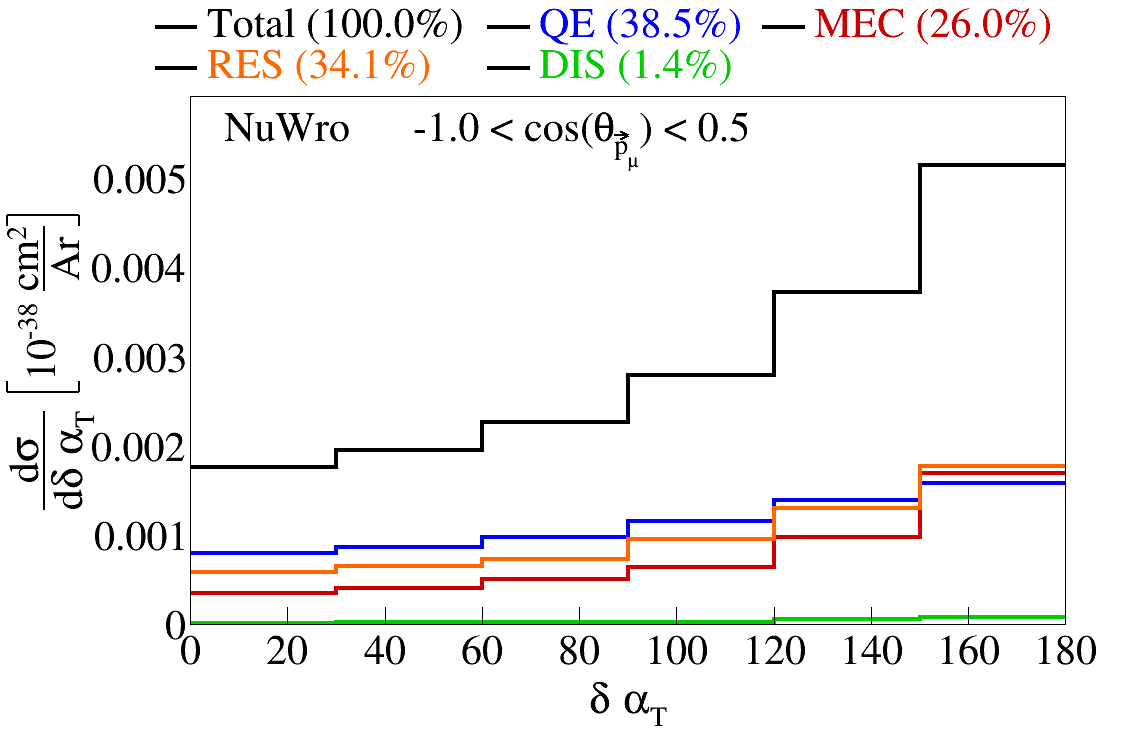 Total (100.0%) QE (38.5%) MEC (26.0%)
RES (34.1%) DIS (1.4%)
NuWro -1.0 < cos(θp⃗μ) < 0.5
0.005
0.004
0.003
0.002
0.001
0
dσ/dδ αT [10-38 cm2/Ar]
0 20 40 60 80 100 120 140 160 180
δ αT